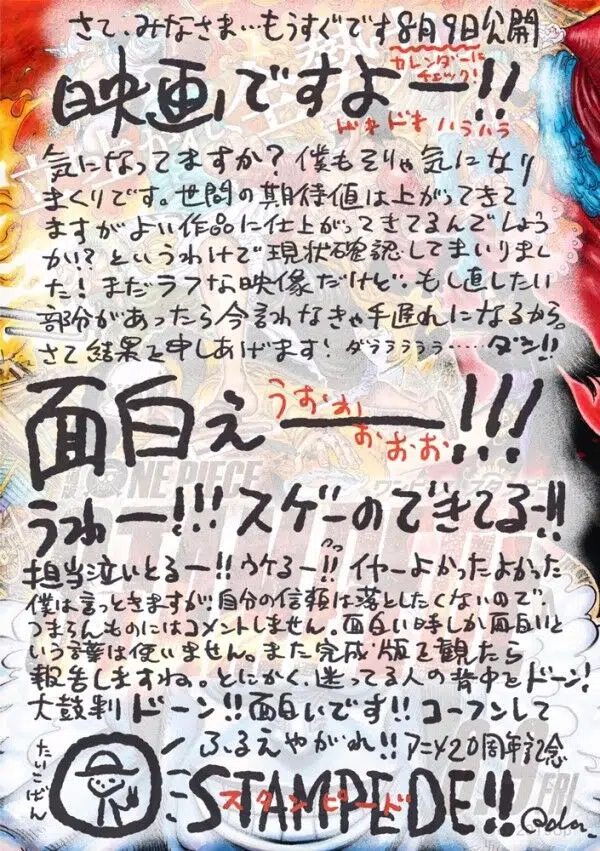 さて、みなさま…もうすぐです8月9日公開
カレンダーに
チェック!
映画ですよー!!
ドキドキ ハラハラ
気になってますか?僕もそりゃ気になり
まくりです。世間の期待値は上がってきて
ますがよい作品に仕上がってきてるんでしょう
か!?というわけで現状確認してまいりまし
た!まだラフな映像だけど、もし直したい
部分があったら今言わなきゃ手遅れになるから。
さて結果を申しあげます!ダララララ……ダン!!
面白ぇーー!!!
うおぉ
おおお
うわー!!!スゲーのできてるー!!
担当泣いとるー!!ウケるー!!イヤーよかったよかった
僕は言っときますが、自分の信頼は落としたくないので、
つまらんものにはコメントしません。面白い時しか面白いと
いう言葉は使いません。また完成版を観たら
報告しますね。とにかく、迷ってる人の背中をドーン!
太鼓判ドーン!!面白いです!!コーフンして
ふるえやがれ!!アニメ20周年記念
たいこばん
STAMPEDE!!
スタンピード
ONE PIECE
FRI